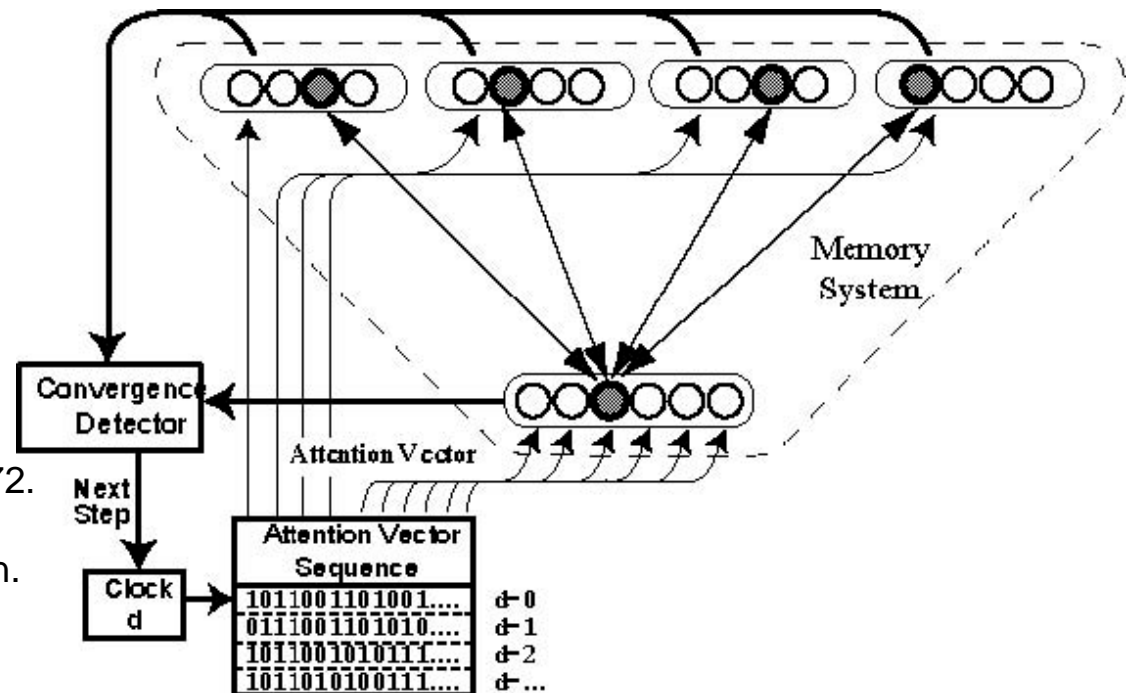 Memory
System
Convergence
Detector
Attention Vector
72.
Next
Step
n.
Clock
d
Attention Vector
Sequence
1011001101001.... d=0
0111001101010.... d=1
1011001010111.... d=2
1011010100111.... d=...